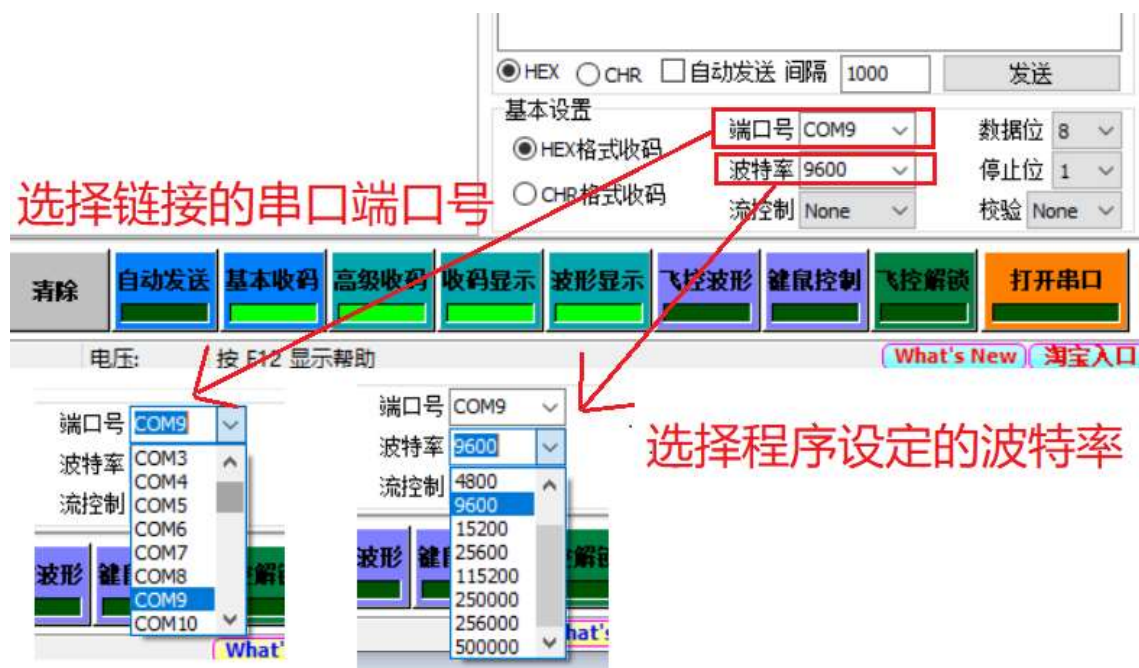 HEX CHR 自动发送 间隔 1000 发送
基本设置
HEX格式收码 端口号 COM9 数据位 8
波特率 9600 停止位 1
CHR格式收码
流控制 None 校验 None
选择链接的串口端口号
清除 自动发送 基本收码 高级收码 收码显示 波形显示 飞控波形 鍵鼠控制 飞控解锁 打开串口
电压: 按 F12 显示帮助 What's New 淘宝入口
端口号 COM9
波特率
流控制
COM3
COM4
COM5
COM6
COM7
COM8
COM9
COM10
波形
What'
端口号 COM9
波特率 9600
流控制
4800
9600
15200
25600
115200
250000
256000
500000
波形
hat's
选择程序设定的波特率